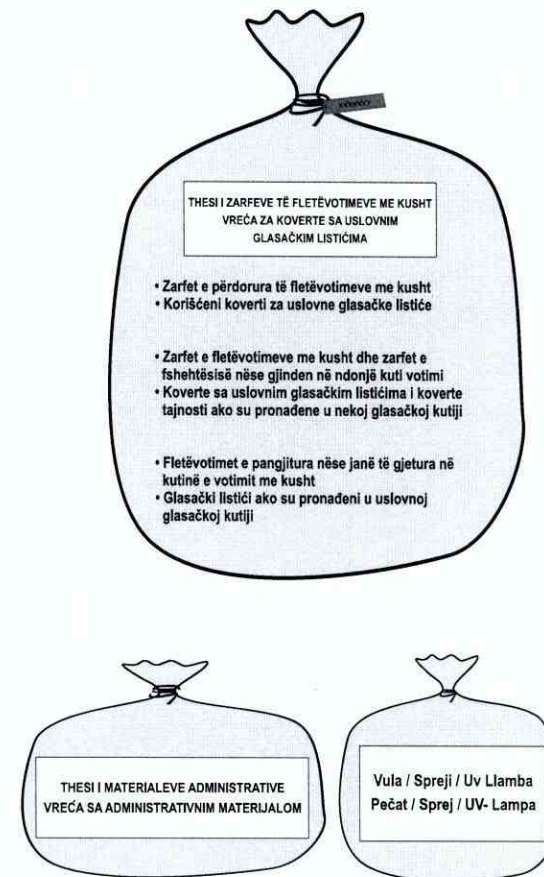 THESI I ZARFEVE TË FLETËVOTIMEVE ME KUSHT
VREĆA ZA KOVERTE SA USLOVNIM
GLASAČKIM LISTIĆIMA
• Zarfet e përdorura të fletëvotimeve me kusht
• Korišćeni koverti za uslovne glasačke listiće
• Zarfet e fletëvotimeve me kusht dhe zarfet e
fshehtësisë nëse gjinden në ndonjë kuti votimi
• Koverte sa uslovnim glasačkim listićima i koverte
tajnosti ako su pronađene u nekoj glasačkoj kutiji
• Fletëvotimet e pangjitura nëse janë të gjetura në
kutinë e votimit me kusht
• Glasački listići ako su pronađeni u uslovnoj
glasačkoj kutiji
THESI I MATERIALEVE ADMINISTRATIVE
VREĆA SA ADMINISTRATIVNIM MATERIJALOM
Vula / Spreji / Uv Llamba
Pečat / Sprej / UV- Lampa